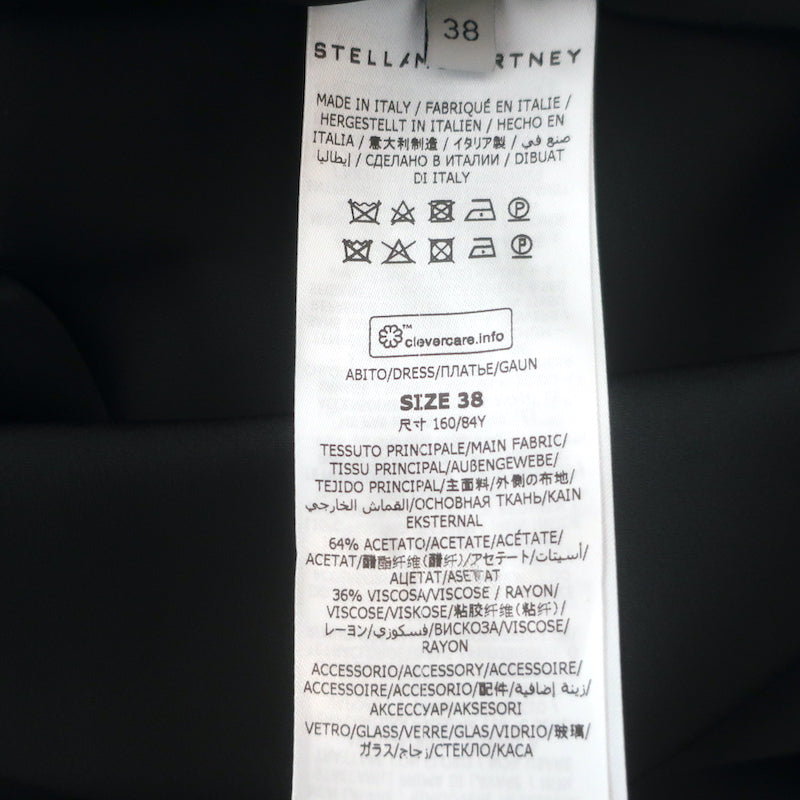 38
STELLA McCARTNEY
MADE IN ITALY / FABRIQUÉ EN ITALIE /
HERGESTELLT IN ITALIEN / HECHO EN
ITALIA / 意大利制造 / イタリア製 / صنع في
إيطاليا / СДЕЛАНО В ИТАЛИИ / DIBUAT
DI ITALY
P
P
™
clevercare.info
ABITO/DRESS/ПЛАТЬЕ/GAUN
SIZE 38
尺寸 160/84Y
TESSUTO PRINCIPALE/MAIN FABRIC/
TISSU PRINCIPAL/AUßENGEWEBE/
TEJIDO PRINCIPAL/主面料/外側の布地/
القماش الخارجي/ОСНОВНАЯ ТКАНЬ/KAIN
EKSTERNAL
64% ACETATO/ACETATE/ACÉTATE/
ACETAT/醋酯纤维(醋纤)/アセテート/أسيتات/
АЦЕТАТ/ASETAT
36% VISCOSA/VISCOSE / RAYON/
VISCOSE/VISKOSE/粘胶纤维(粘纤)/
レーヨン/فسكوزي/ВИСКОЗА/VISCOSE/
RAYON
ACCESSORIO/ACCESSORY/ACCESSOIRE/
ACCESSOIRE/ACCESORIO/配件/زينة إضافية/
АКСЕССУАР/AKSESORI
VETRO/GLASS/VERRE/GLAS/VIDRIO/玻璃/
ガラス/زجاج/СТЕКЛО/KACA